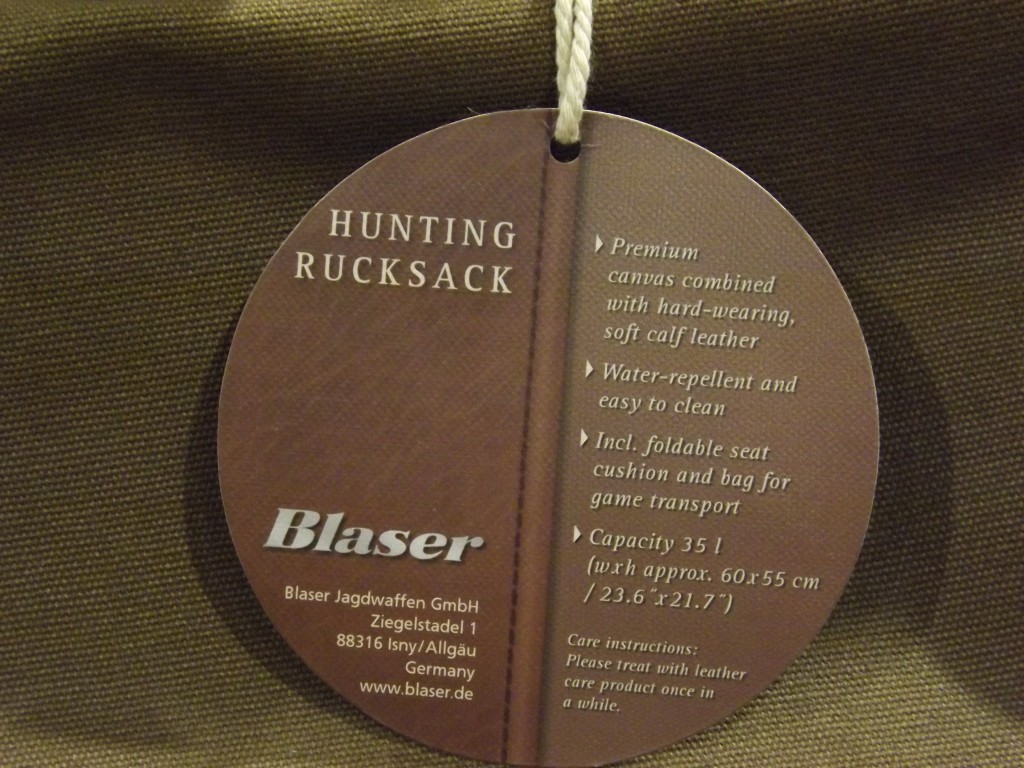 HUNTING
RUCKSACK
Blaser
Blaser Jagdwaffen GmbH
Ziegelstadel 1
88316 Isny/Allgäu
Germany
www.blaser.de
Premium
canvas combined
with hard-wearing,
soft calf leather
Water-repellent and
easy to clean
Incl. foldable seat
cushion and bag for
game transport
Capacity 35 l
(wxh approx. 60x55 cm
/ 23.6"x21.7")
Care instructions:
Please treat with leather
care product once in
a while.